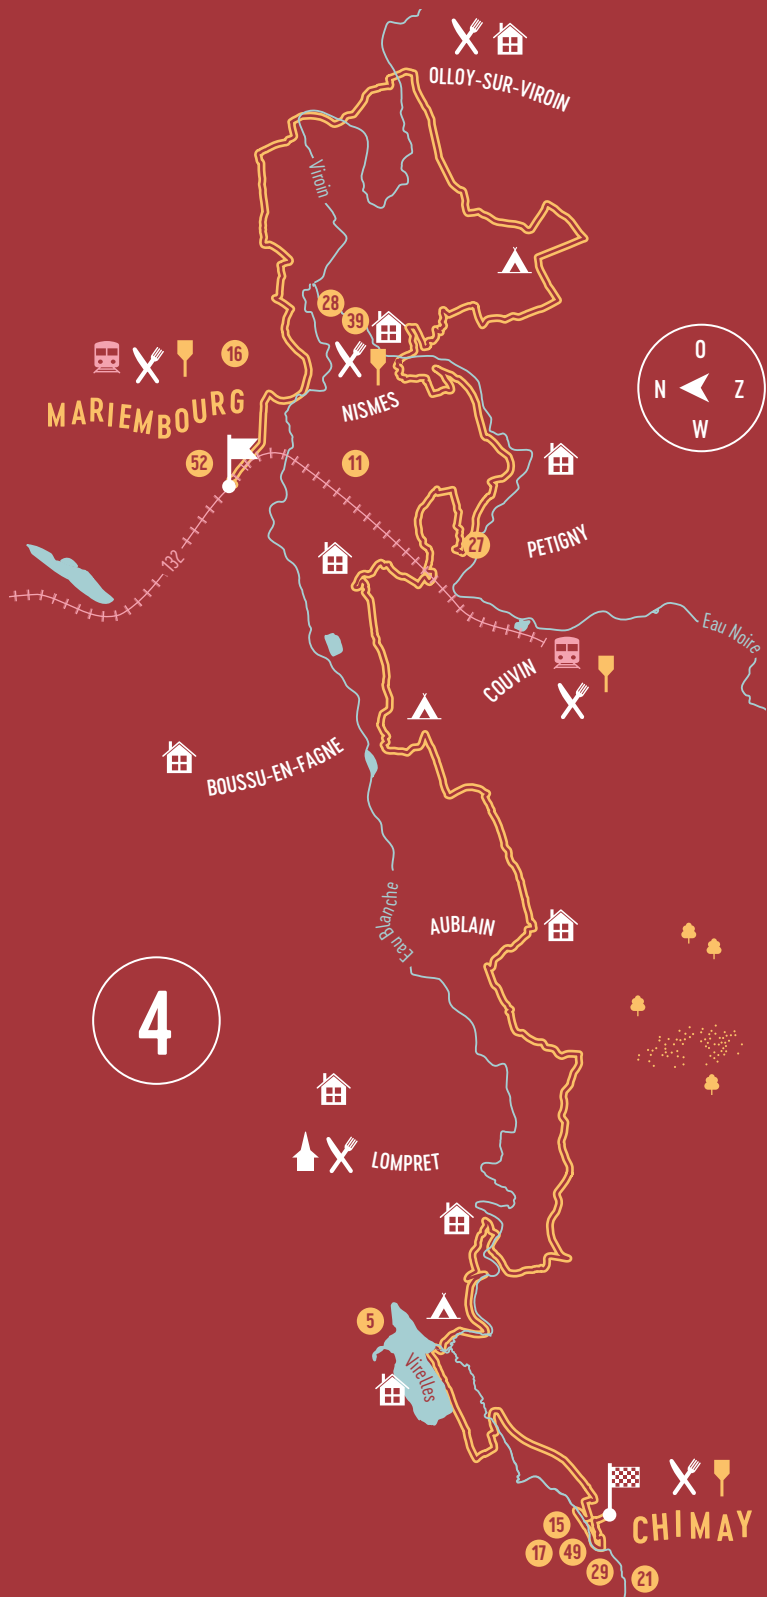 OLLOY-SUR-VIROIN
Viroin
28
39
16
MARIEMBOURG
NISMES
O
N
Z
W
52
11
27
PETIGNY
132
Eau Noire
COUVIN
BOUSSU-EN-FAGNE
Eau Blanche
AUBLAIN
4
LOMPRET
5
Virelles
CHIMAY
15
17
49
29
21